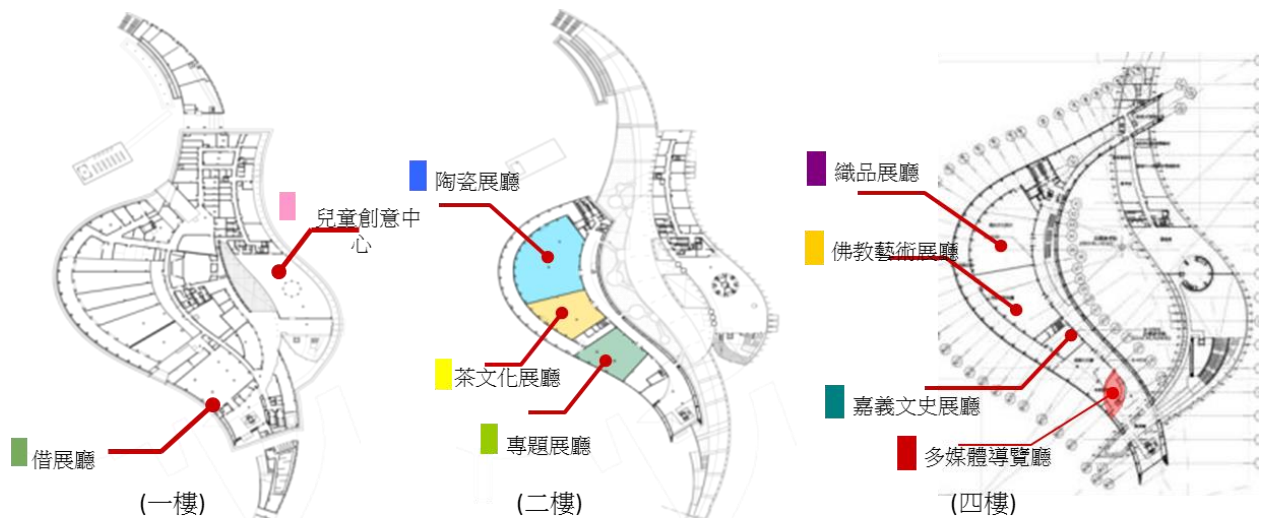 兒童創意中
心
借展廳
(一樓)
陶瓷展廳
茶文化展廳
專題展廳
(二樓)
織品展廳
佛教藝術展廳
嘉義文史展廳
多媒體導覽廳
(四樓)